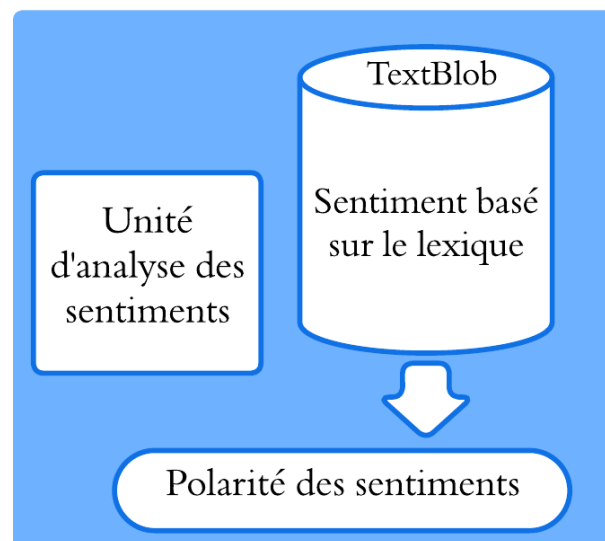 TextBlob
Sentiment basé
sur le lexique
Unité
d'analyse des
sentiments
Polarité des sentiments